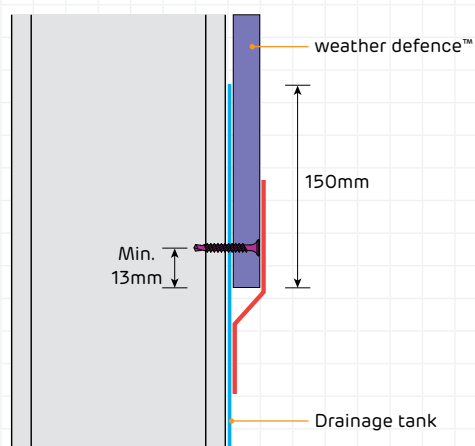 weather defence™
150mm
Min.
13mm
Drainage tank